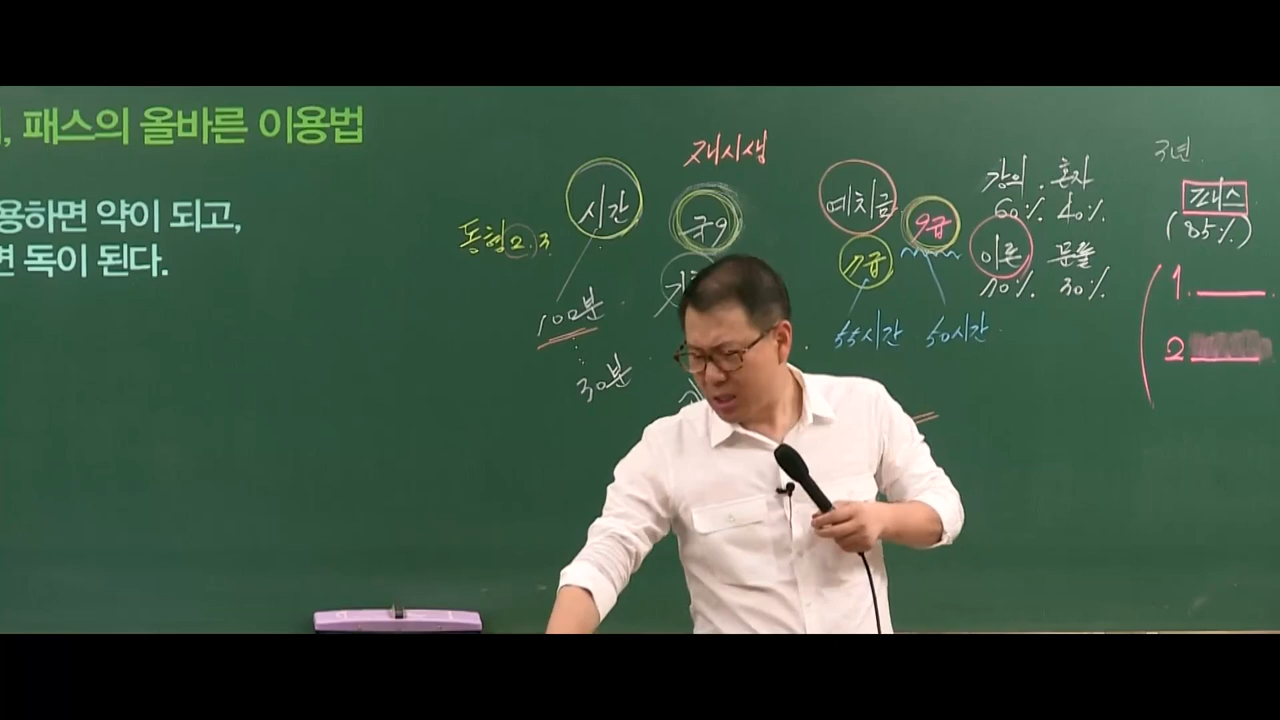 , 패스의 올바른 이용법
용하면 약이 되고,
면 독이 된다.
재시생
시간
국9
동형2, 3
100분
30분
예치금
9급
7급
55시간
50시간
강의 . 혼자
60% 40%
이론 문풀
70% 30%
3년
패스
(85%)
1.
2